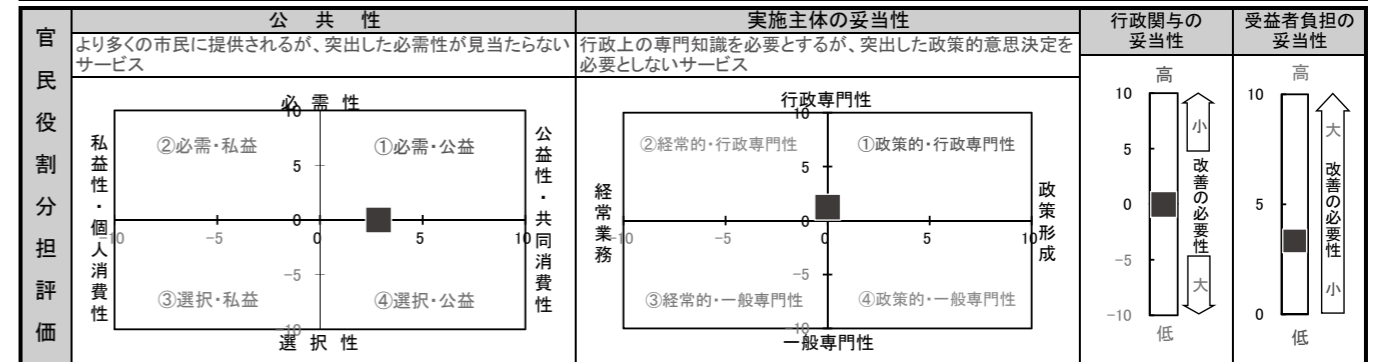 官民役割分担評価
公共性
より多くの市民に提供されるが、突出した必需性が見当たらない
サービス
必需性
10
②必需・私益
①必需・公益
5
私益性・個人消費性
公益性・共同消費性
0
-10
-5
0
5
10
-5
③選択・私益
④選択・公益
-10
選択性
実施主体の妥当性
行政上の専門知識を必要とするが、突出した政策的意思決定を
必要としないサービス
行政専門性
10
②経常的・行政専門性
①政策的・行政専門性
5
経常業務
政策形成
0
-10
-5
0
5
10
-5
③経常的・一般専門性
④政策的・一般専門性
-10
一般専門性
行政関与の
妥当性
高
10
5
0
-5
-10
小
改善の必要性
大
低
受益者負担の
妥当性
高
10
5
0
大
改善の必要性
小
低